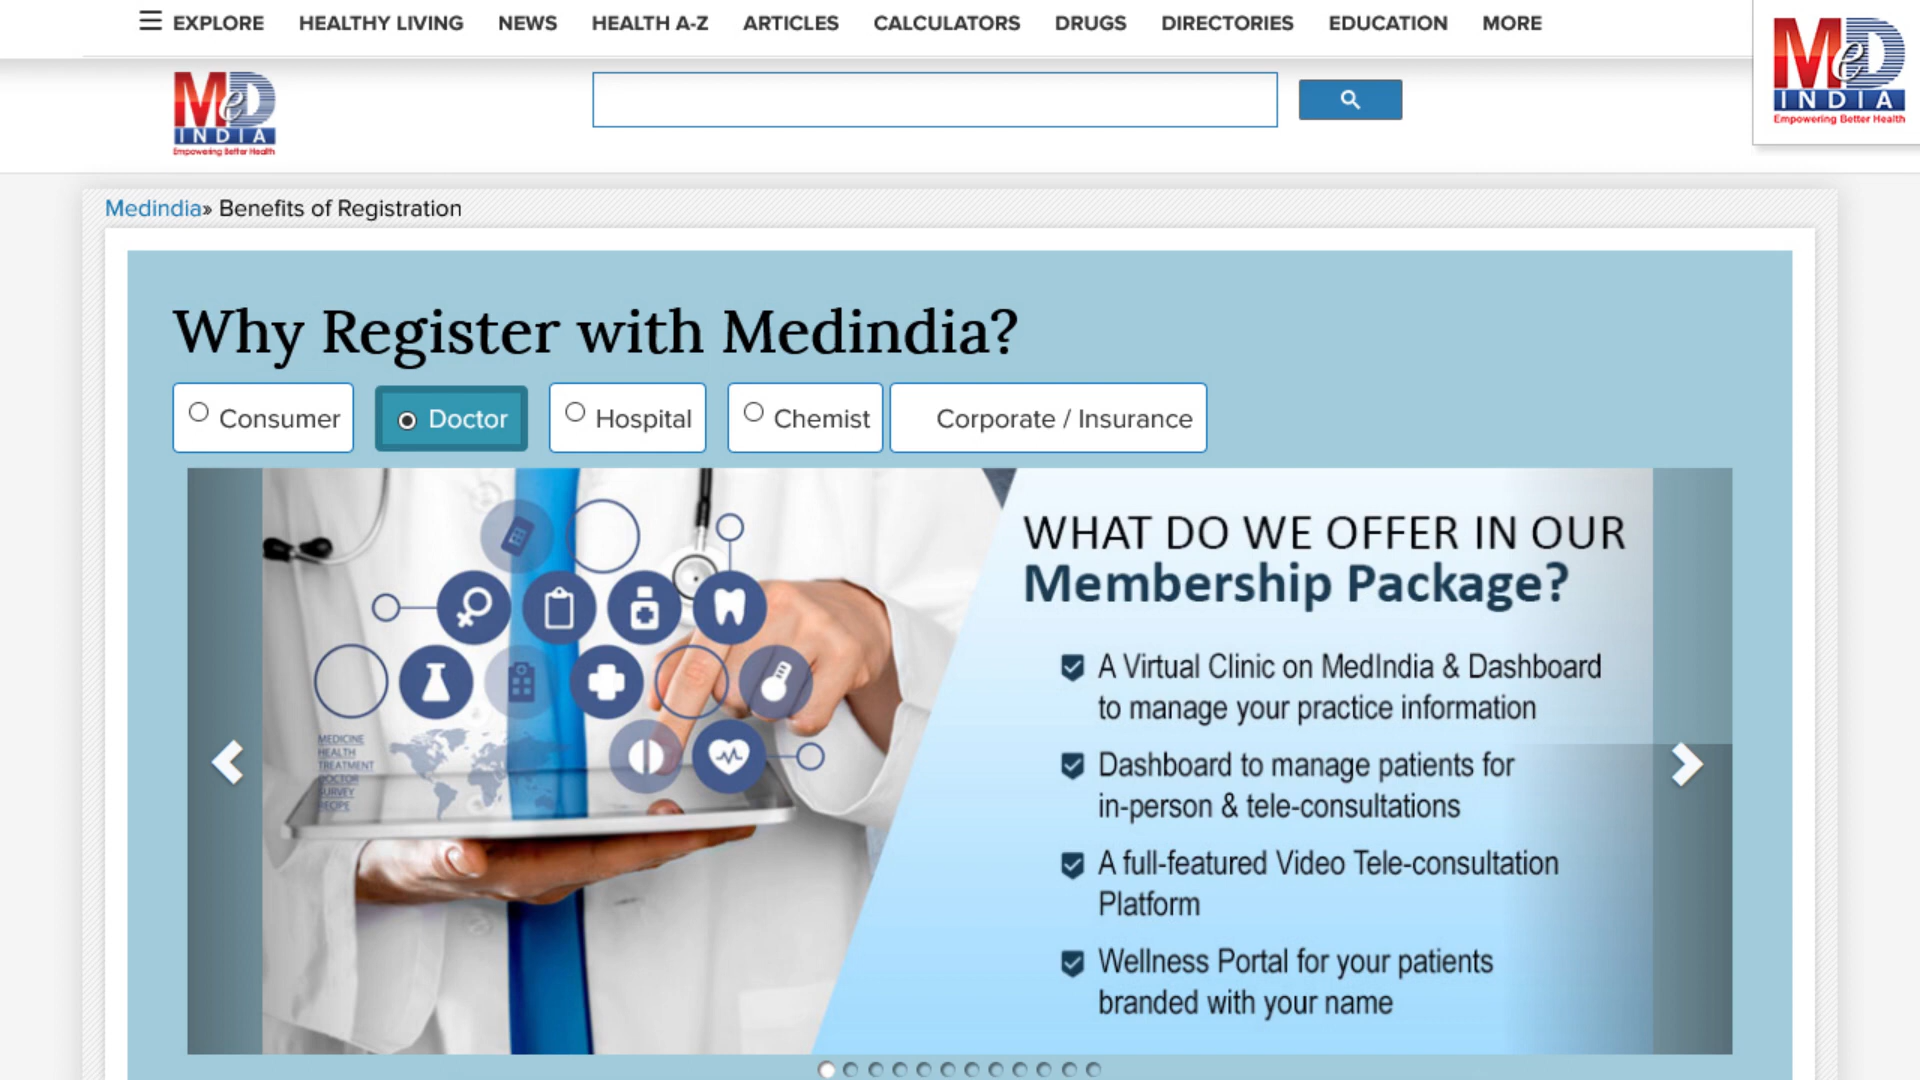 EXPLORE HEALTHY LIVING NEWS HEALTH A-Z ARTICLES CALCULATORS DRUGS DIRECTORIES EDUCATION MORE
MeD
INDIA
Empowering Better Health
MeD
INDIA
Empowering Better Health
Medindia» Benefits of Registration
Why Register with Medindia?
Consumer Doctor Hospital Chemist Corporate / Insurance
WHAT DO WE OFFER IN OUR
Membership Package?
A Virtual Clinic on MedIndia & Dashboard
to manage your practice information
Dashboard to manage patients for
in-person & tele-consultations
A full-featured Video Tele-consultation
Platform
Wellness Portal for your patients
branded with your name
MEDICINE
HEALTH
TREATMENT
DOCTOR
SURVEY
RECIPE